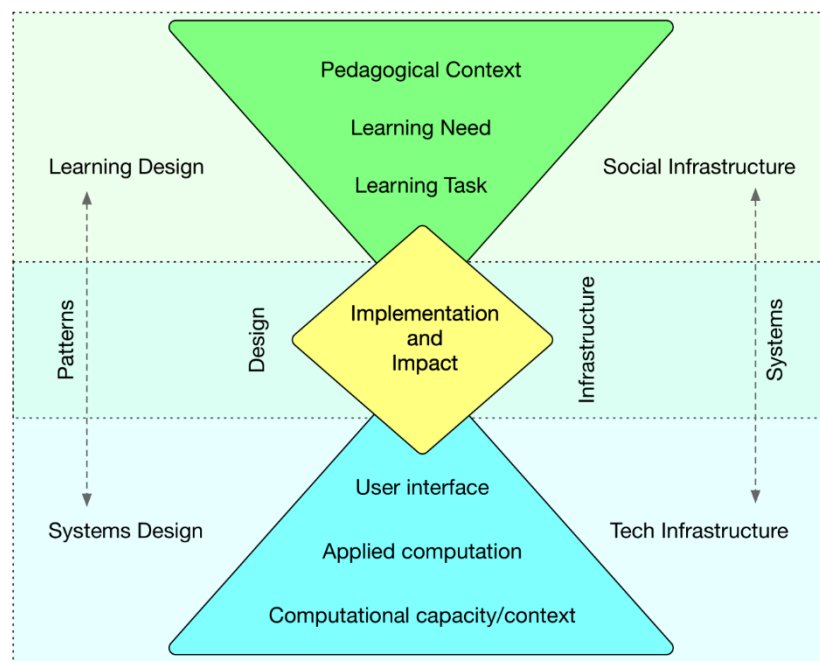 Pedagogical Context
Learning Need
Learning Design
Social Infrastructure
Learning Task
Patterns
Design
Implementation
and
Impact
Infrastructure
Systems
User interface
Systems Design
Tech Infrastructure
Applied computation
Computational capacity/context